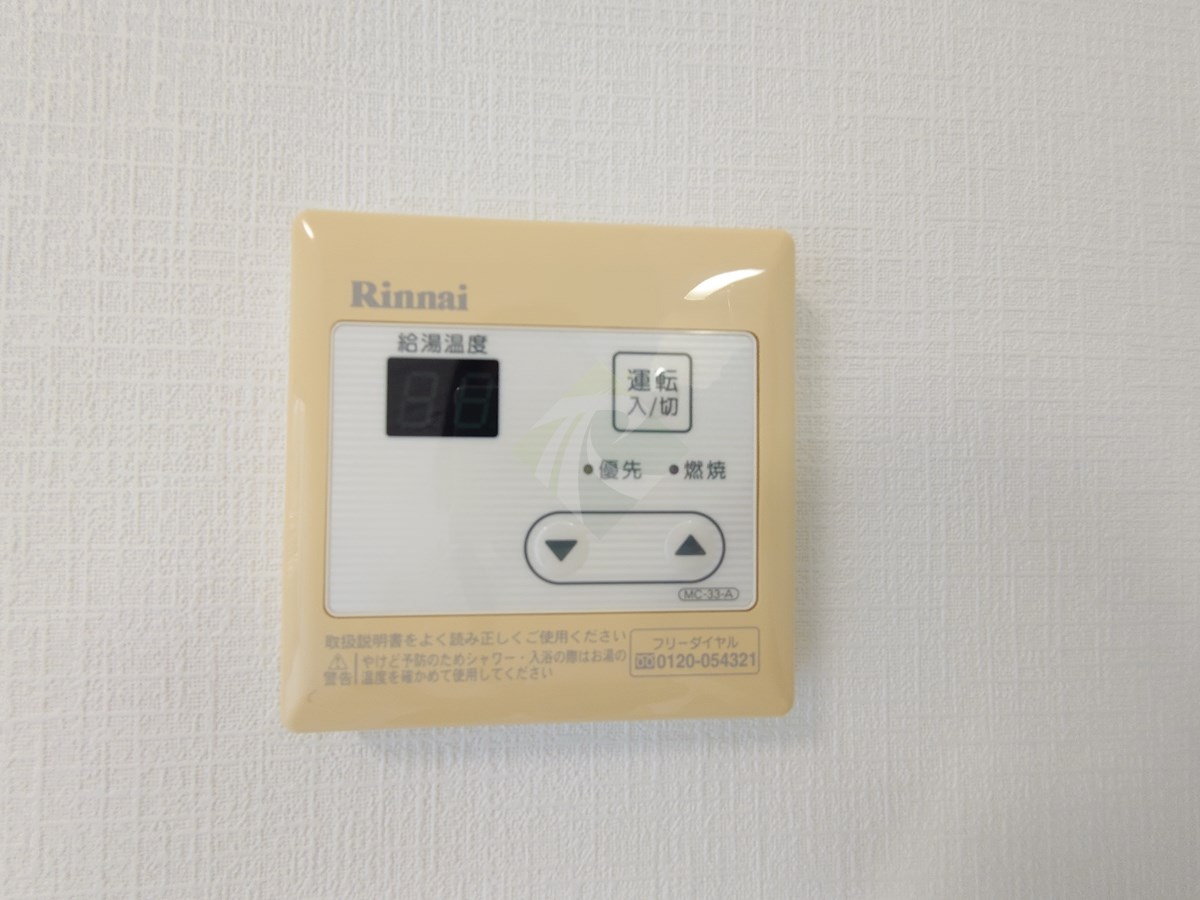 Rinnai
給湯温度
運転
入/切
優先
燃焼
▼ ▲
MC-33-A
取扱説明書をよく読み正しくご使用ください
⚠ 警告
やけど予防のためシャワー・入浴の際はお湯の
温度を確かめて使用してください
フリーダイヤル
0120-054321